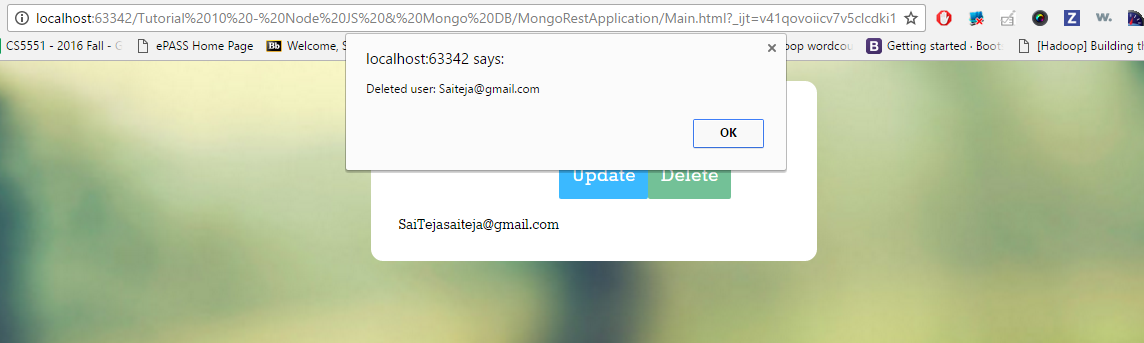 localhost:63342/Tutorial%2010%20-%20Node%20JS%20&%20Mongo%20DB/MongoRestApplication/Main.html?_ijt=v41qovoiicv7v5clcdki1
CS5551 - 2016 Fall - G ePASS Home Page Bb Welcome, S oop wordcou B Getting started · Boots [Hadoop] Building th
localhost:63342 says:
Deleted user: Saiteja@gmail.com
OK
Update Delete
SaiTejasaiteja@gmail.com